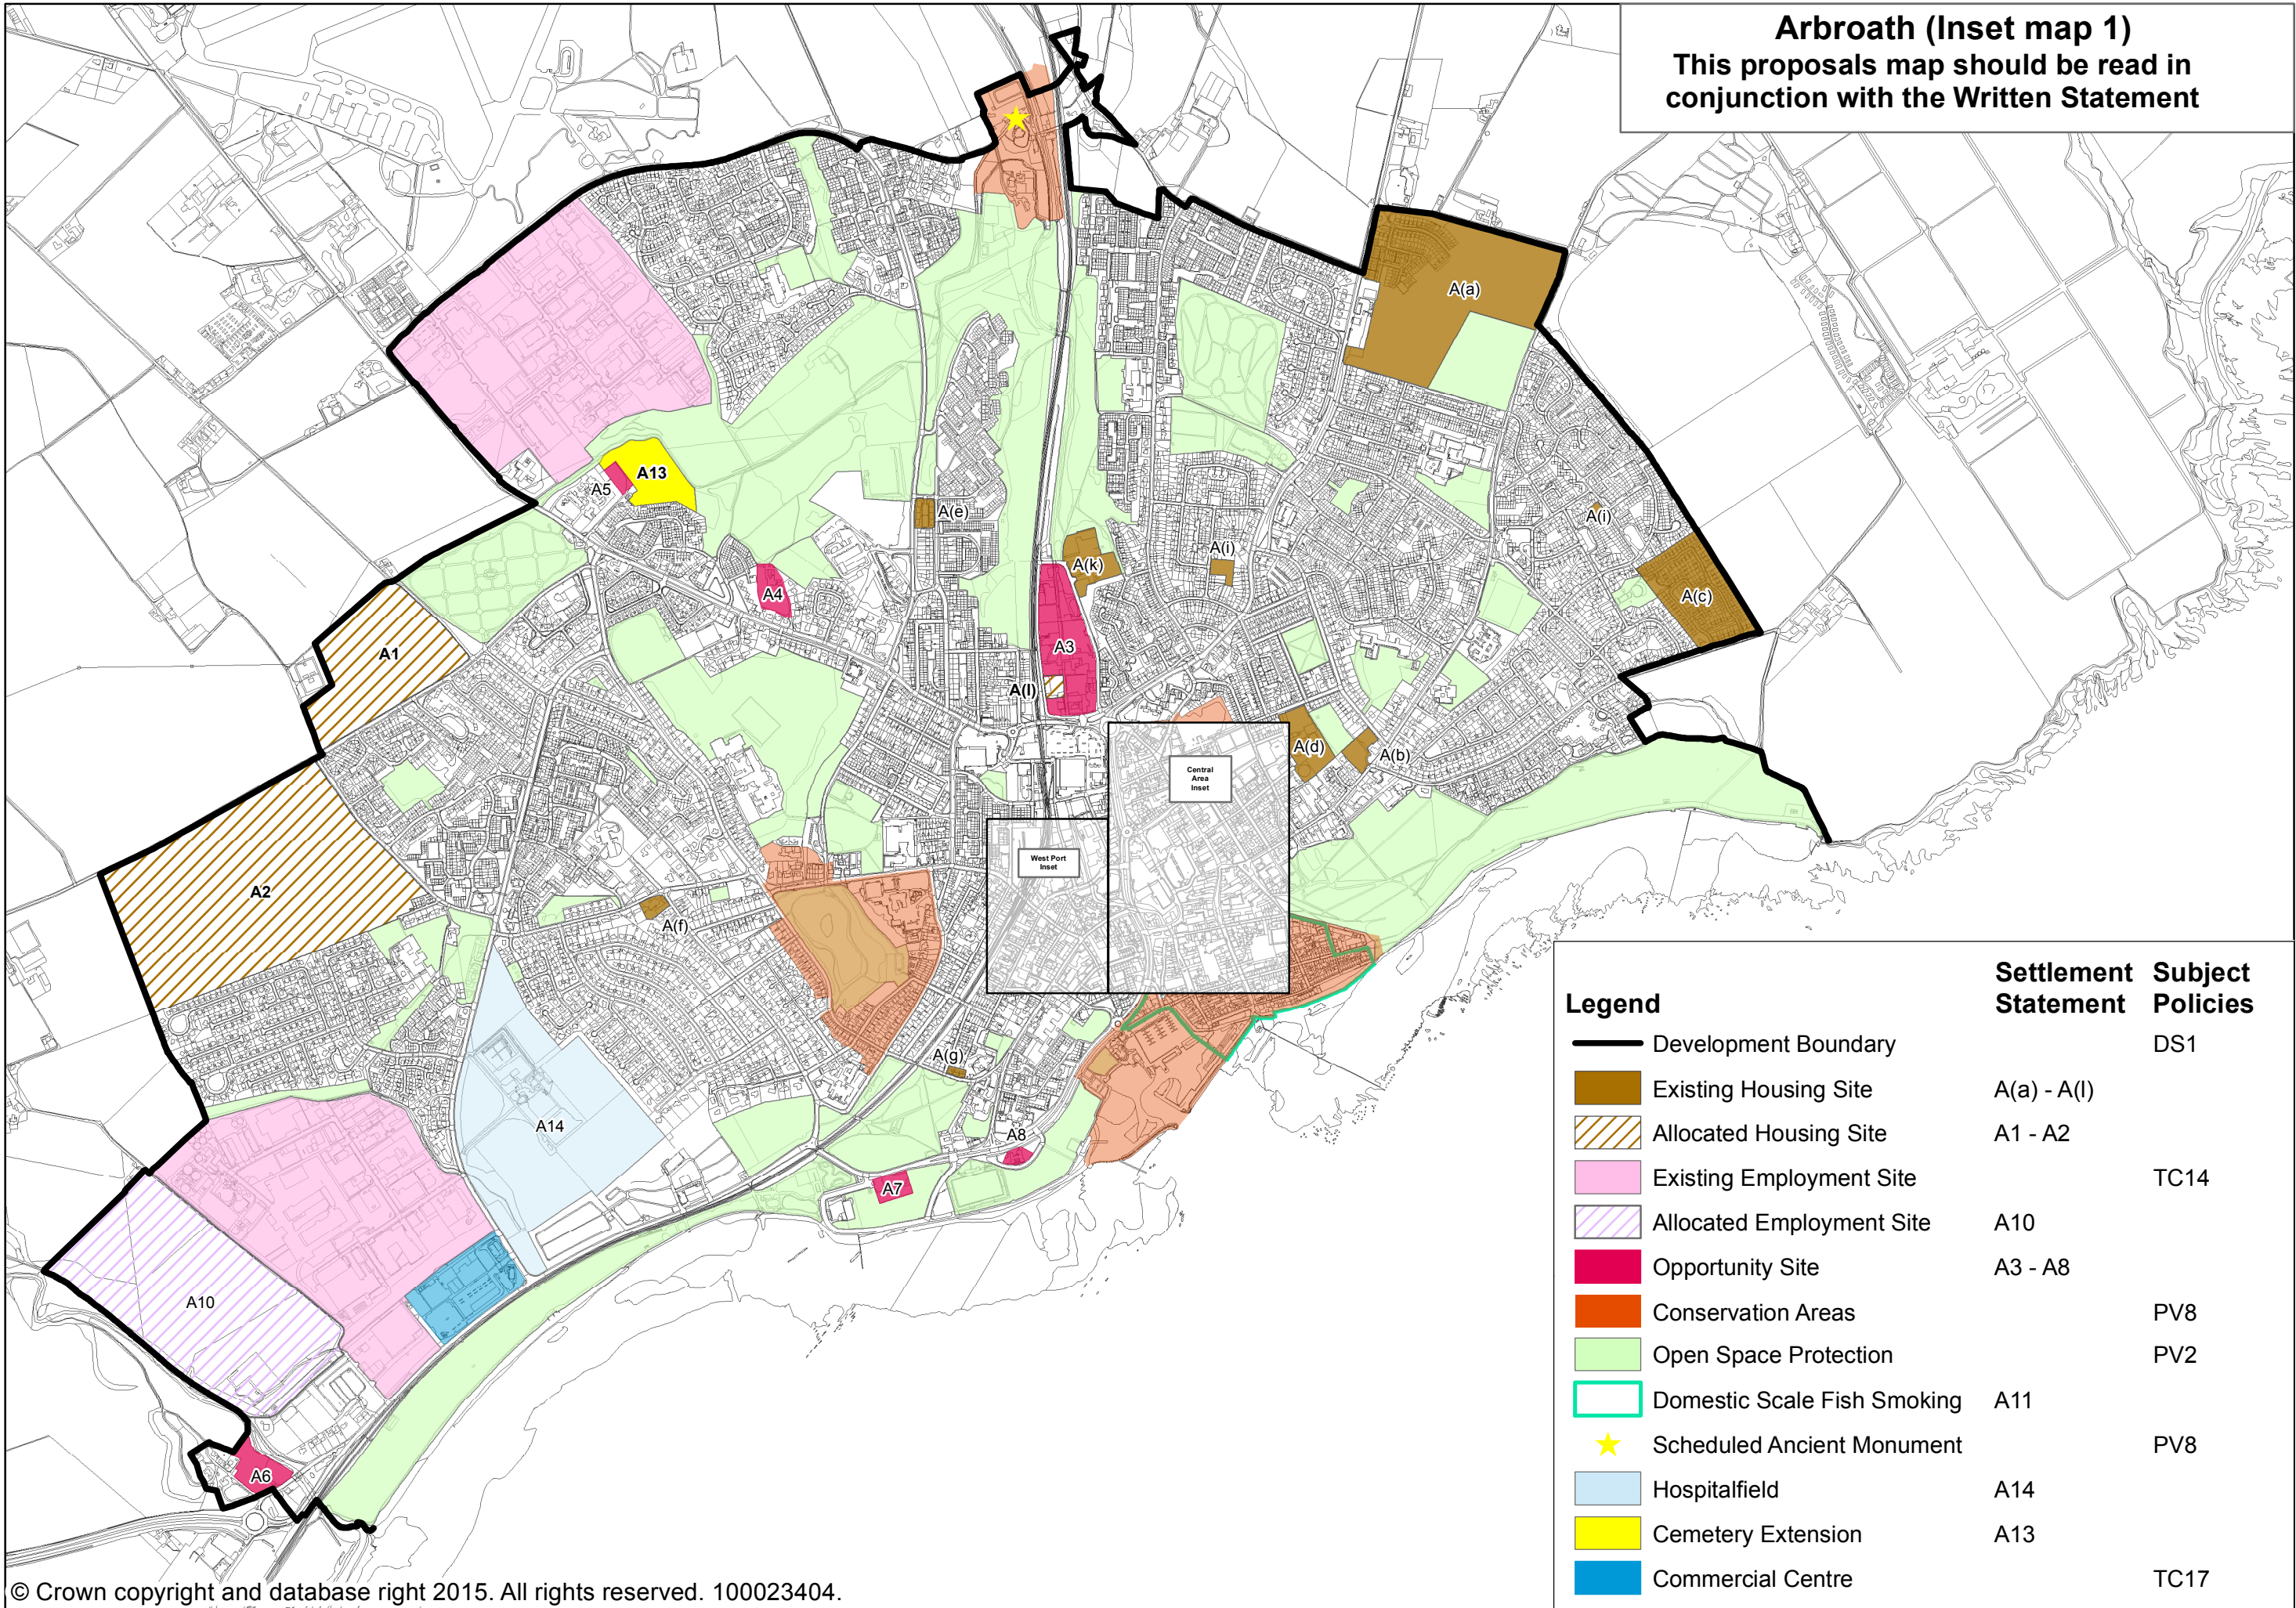 Arbroath (Inset map 1)
This proposals map should be read in
conjunction with the Written Statement
A(a)
A13
A5
A(e)
A(i)
A(i)
A(k)
A4
A(c)
A3
A1
A(l)
A(d)
A(b)
Central
Area
Inset
West Port
Inset
A2
A(f)
A(g)
A14
A8
A7
A10
A6
Legend
Settlement
Statement
Subject
Policies
Development Boundary DS1
Existing Housing Site A(a) - A(l)
Allocated Housing Site A1 - A2
Existing Employment Site TC14
Allocated Employment Site A10
Opportunity Site A3 - A8
Conservation Areas PV8
Open Space Protection PV2
Domestic Scale Fish Smoking A11
Scheduled Ancient Monument PV8
Hospitalfield A14
Cemetery Extension A13
Commercial Centre TC17
© Crown copyright and database right 2015. All rights reserved. 100023404.